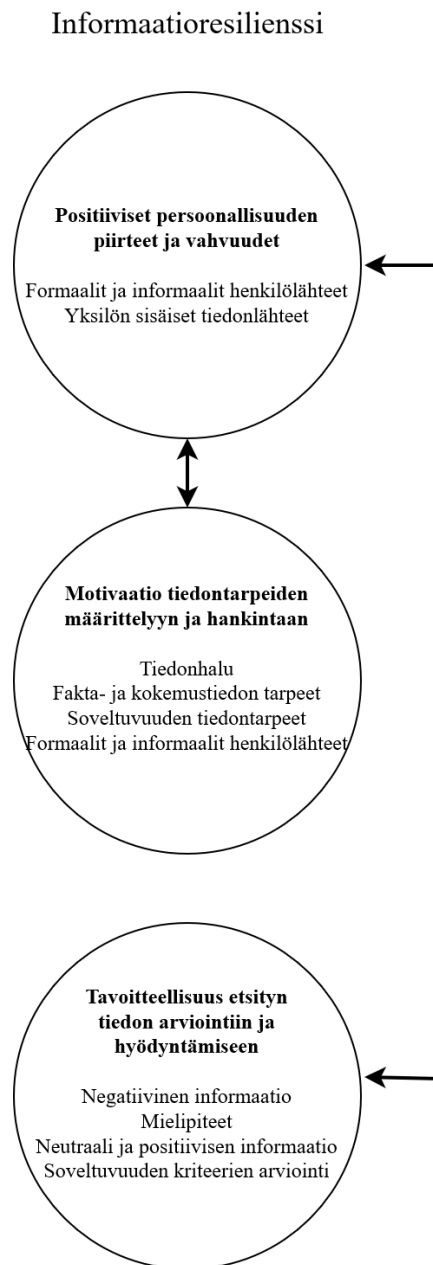 Informaatioresilienssi
Positiiviset persoonallisuuden
piirteet ja vahvuudet
Formaalit ja informaalit henkilölähteet
Yksilön sisäiset tiedonlähteet
Motivaatio tiedontarpeiden
määrittelyyn ja hankintaan
Tiedonhalu
Fakta- ja kokemustiedon tarpeet
Soveltuvuuden tiedontarpeet
Formaalit ja informaalit henkilölähteet
Tavoitteellisuus etsityn
tiedon arviointiin ja
hyödyntämiseen
Negatiivinen informaatio
Mielipiteet
Neutraali ja positiivisen informaatio
Soveltuvuuden kriteerien arviointi